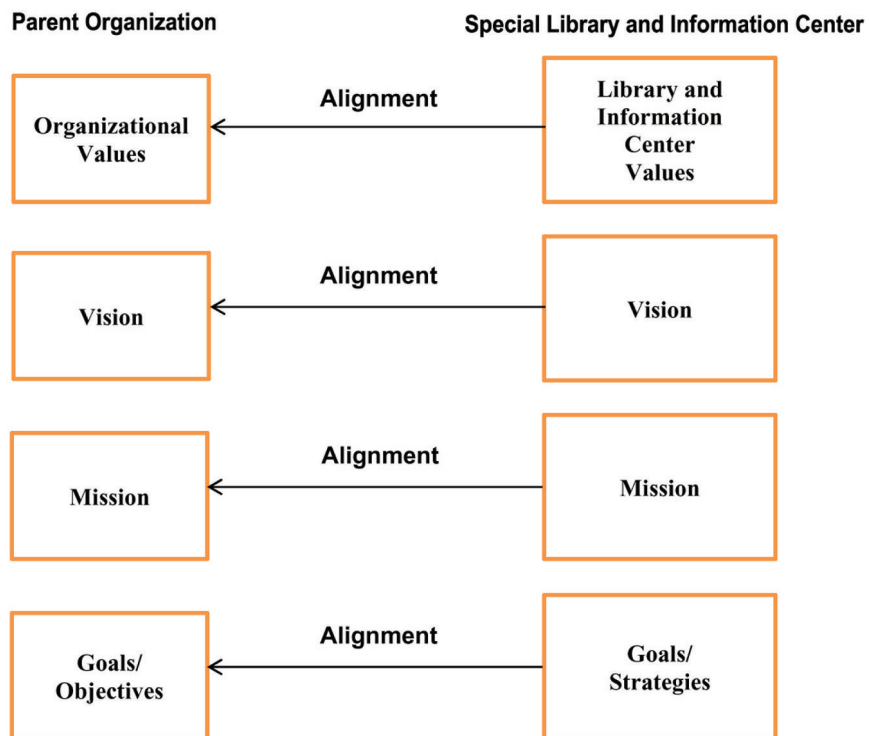 Parent Organization
Special Library and Information Center
Organizational
Values
Alignment
Library and
Information
Center
Values
Vision
Alignment
Vision
Mission
Alignment
Mission
Goals/
Objectives
Alignment
Goals/
Strategies